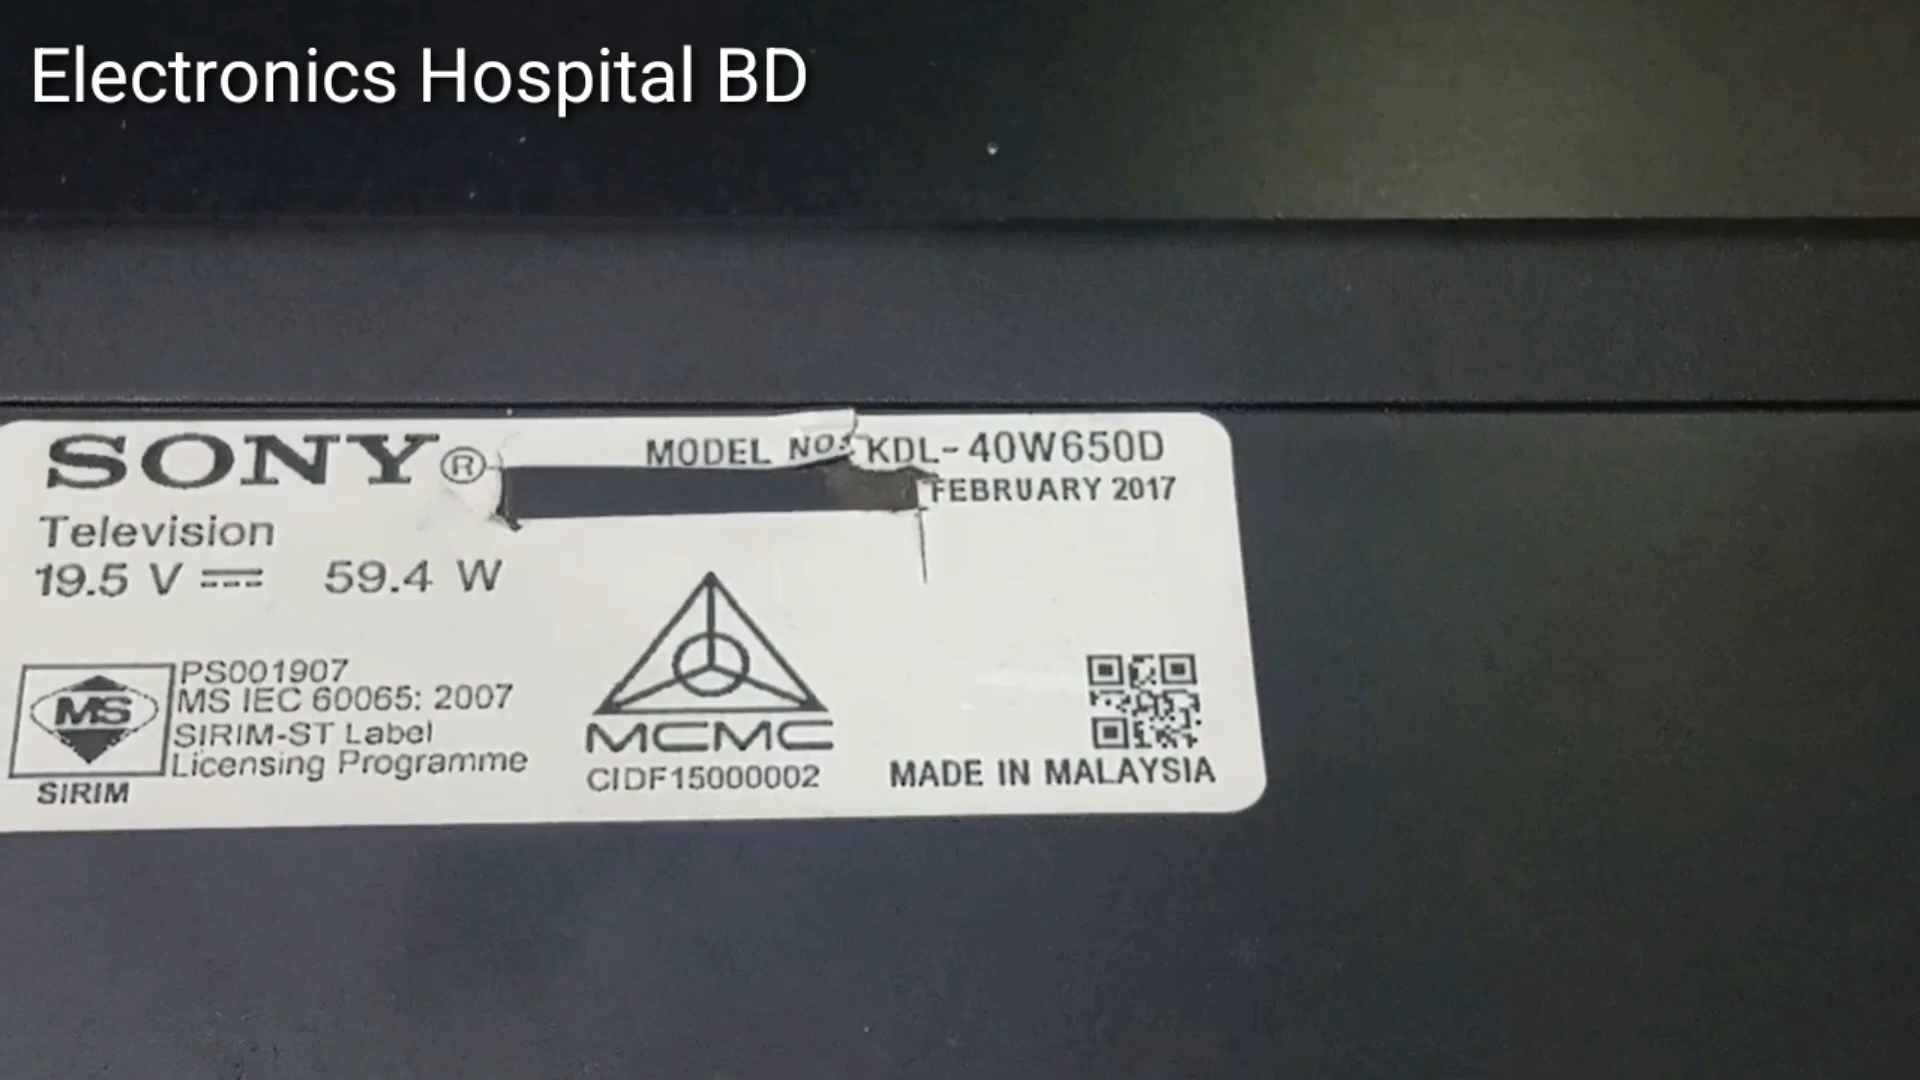 Electronics Hospital BD
SONY®
MODEL NO: KDL-40W650D
FEBRUARY 2017
Television
19.5 V 59.4 W
MS
PS001907
MS IEC 60065: 2007
SIRIM-ST Label
Licensing Programme
SIRIM
MCMC
CIDF15000002
MADE IN MALAYSIA